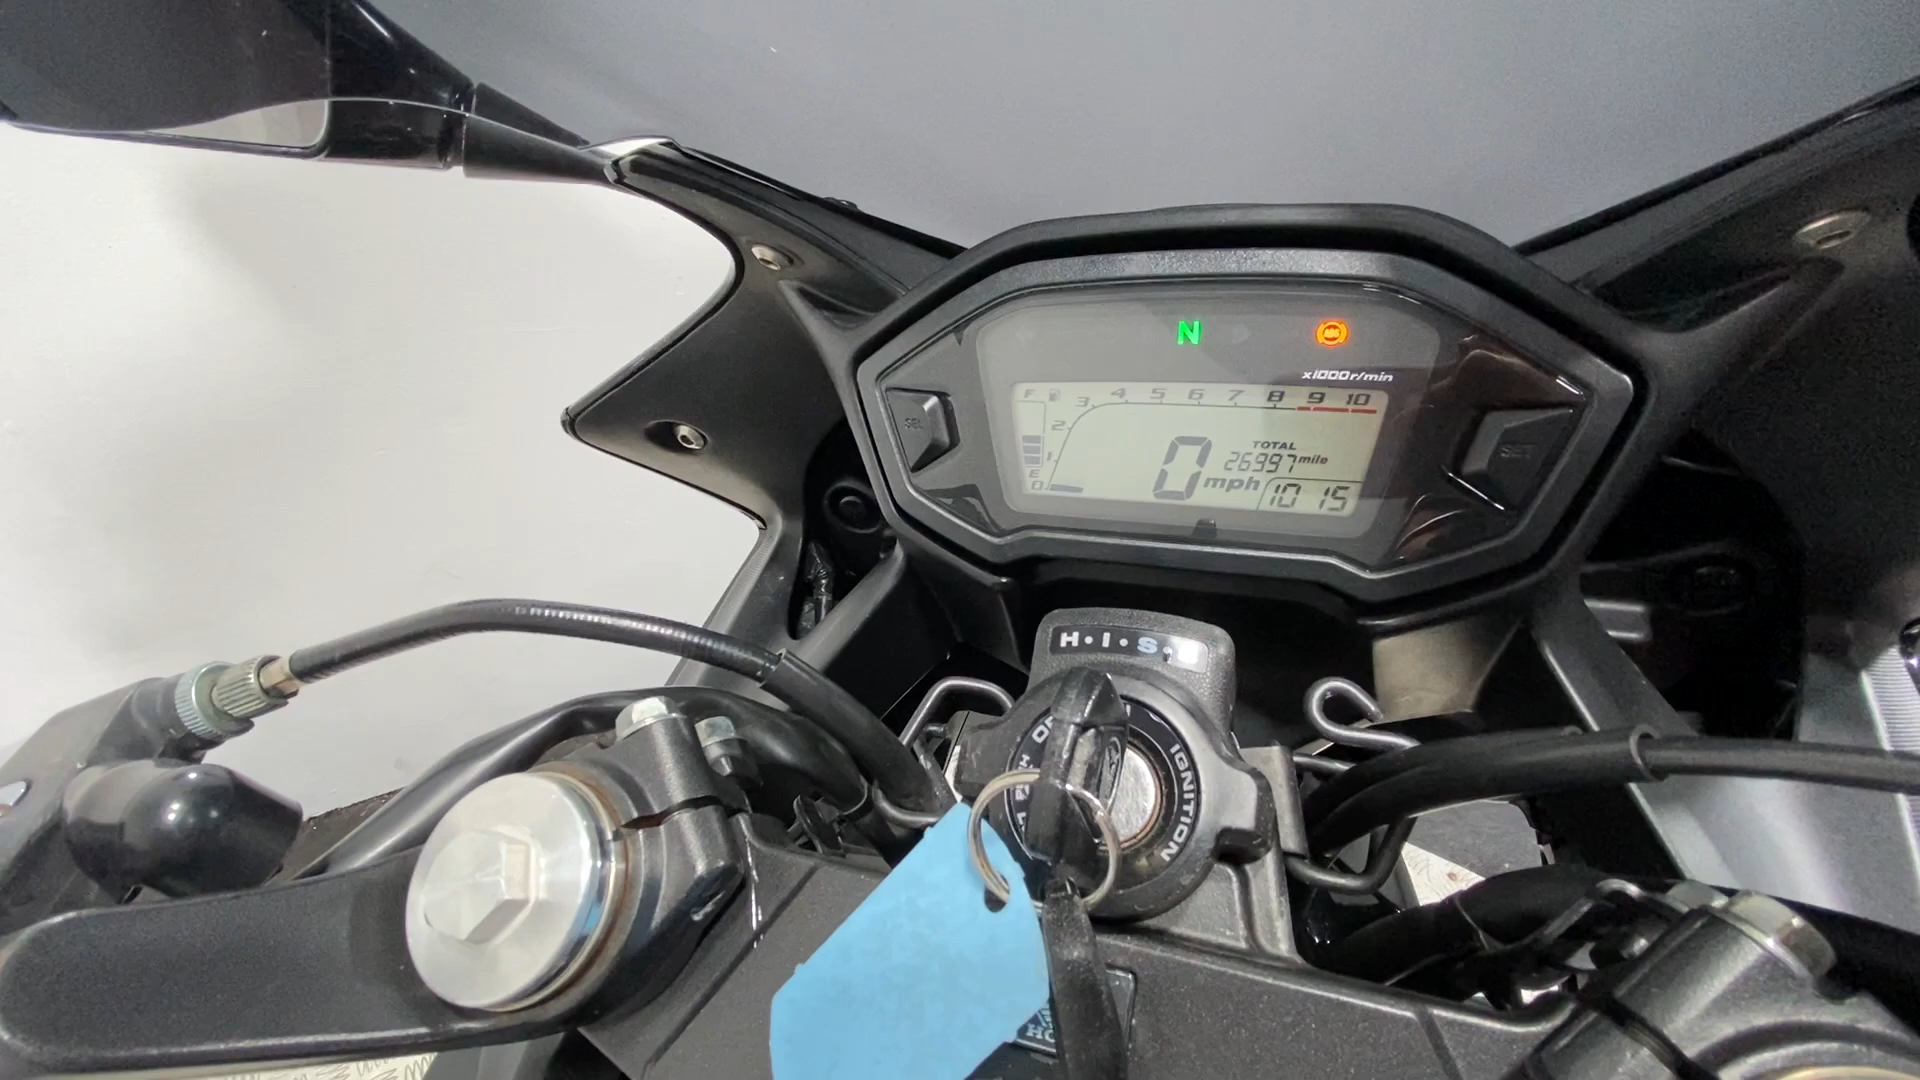 N
ABS
x1000r/min
F
3 4 5 6 7 8 9 10
2
1
E
0
SEL
SET
TOTAL
26997 mile
0 mph
10 15
H·I·S·S
IGNITION